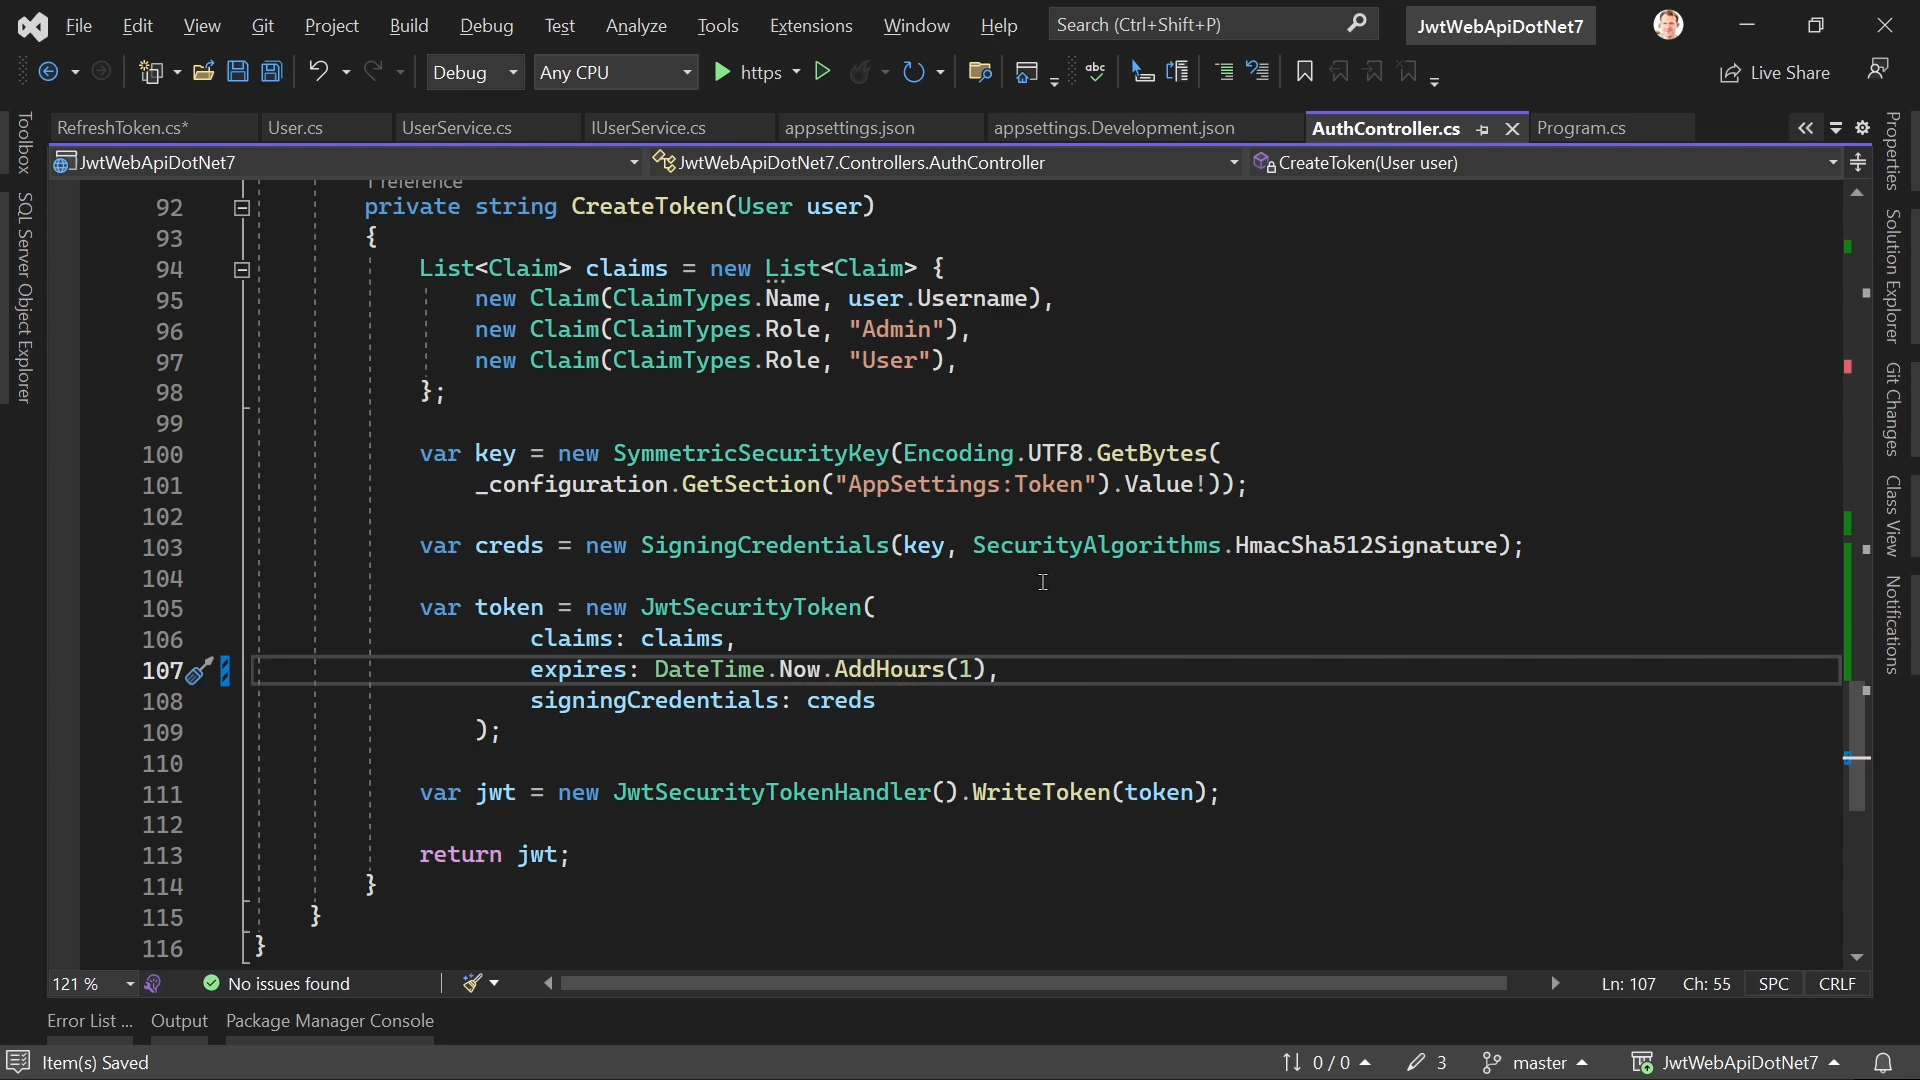 File Edit View Git Project Build Debug Test Analyze Tools Extensions Window Help Search (Ctrl+Shift+P) JwtWebApiDotNet7
Debug Any CPU https abc Live Share
RefreshToken.cs* User.cs UserService.cs IUserService.cs appsettings.json appsettings.Development.json AuthController.cs Program.cs
JwtWebApiDotNet7 JwtWebApiDotNet7.Controllers.AuthController CreateToken(User user)
Toolbox
SQL Server Object Explorer
1 reference
92 private string CreateToken(User user)
93 {
94 List<Claim> claims = new List<Claim> {
95 new Claim(ClaimTypes.Name, user.Username),
96 new Claim(ClaimTypes.Role, "Admin"),
97 new Claim(ClaimTypes.Role, "User"),
98 };
99
100 var key = new SymmetricSecurityKey(Encoding.UTF8.GetBytes(
101 _configuration.GetSection("AppSettings:Token").Value!));
102
103 var creds = new SigningCredentials(key, SecurityAlgorithms.HmacSha512Signature);
104
105 var token = new JwtSecurityToken(
106 claims: claims,
107 expires: DateTime.Now.AddHours(1),
108 signingCredentials: creds
109 );
110
111 var jwt = new JwtSecurityTokenHandler().WriteToken(token);
112
113 return jwt;
114 }
115 }
116 }
Properties
Solution Explorer
Git Changes
Class View
Notifications
121 % No issues found Ln: 107 Ch: 55 SPC CRLF
Error List ... Output Package Manager Console
Item(s) Saved 0 / 0 3 master JwtWebApiDotNet7